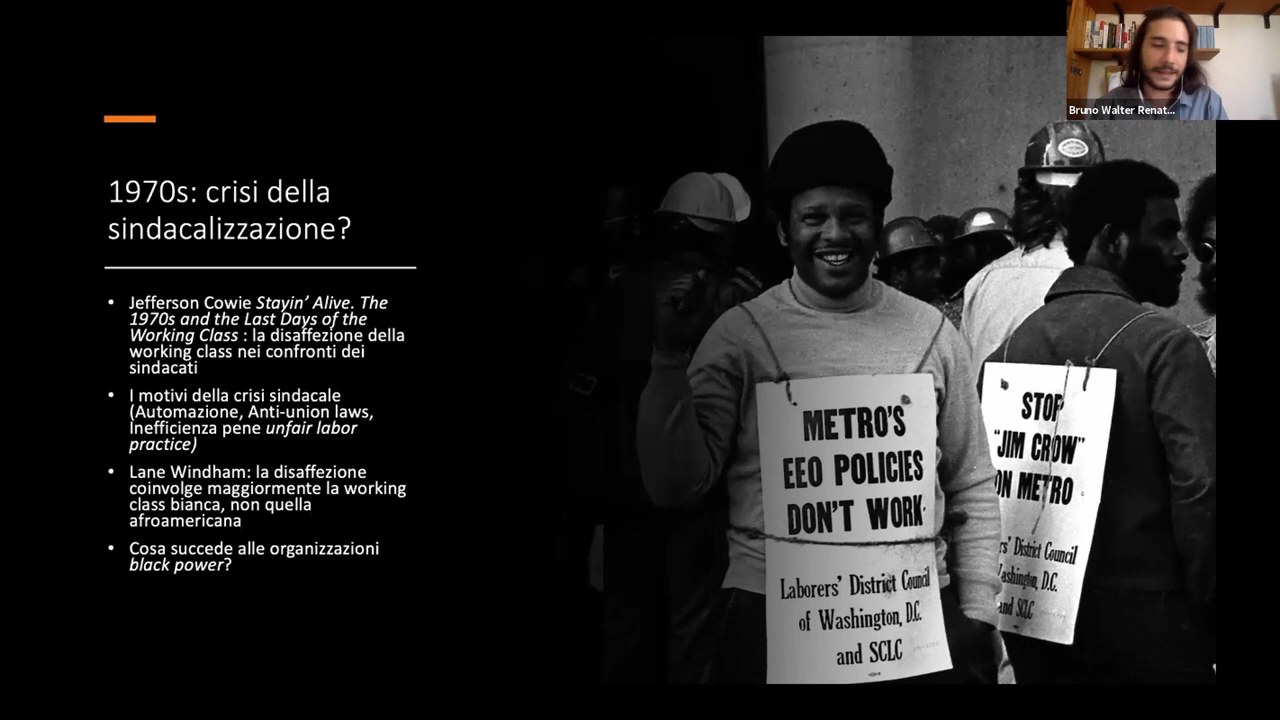 Bruno Walter Renat...
1970s: crisi della
sindacalizzazione?
• Jefferson Cowie Stayin' Alive. The
1970s and the Last Days of the
Working Class : la disaffezione della
working class nei confronti dei
sindacati
• I motivi della crisi sindacale
(Automazione, Anti-union laws,
Inefficienza pene unfair labor
practice)
• Lane Windham: la disaffezione
coinvolge maggiormente la working
class bianca, non quella
afroamericana
• Cosa succede alle organizzazioni
black power?
METRO'S
EEO POLICIES
DON'T WORK
Laborers' District Council
of Washington, D.C.
and SCLC
STOP
"JIM CROW"
ON METRO
rs' District Council
ashington, D.C.
and SCLC